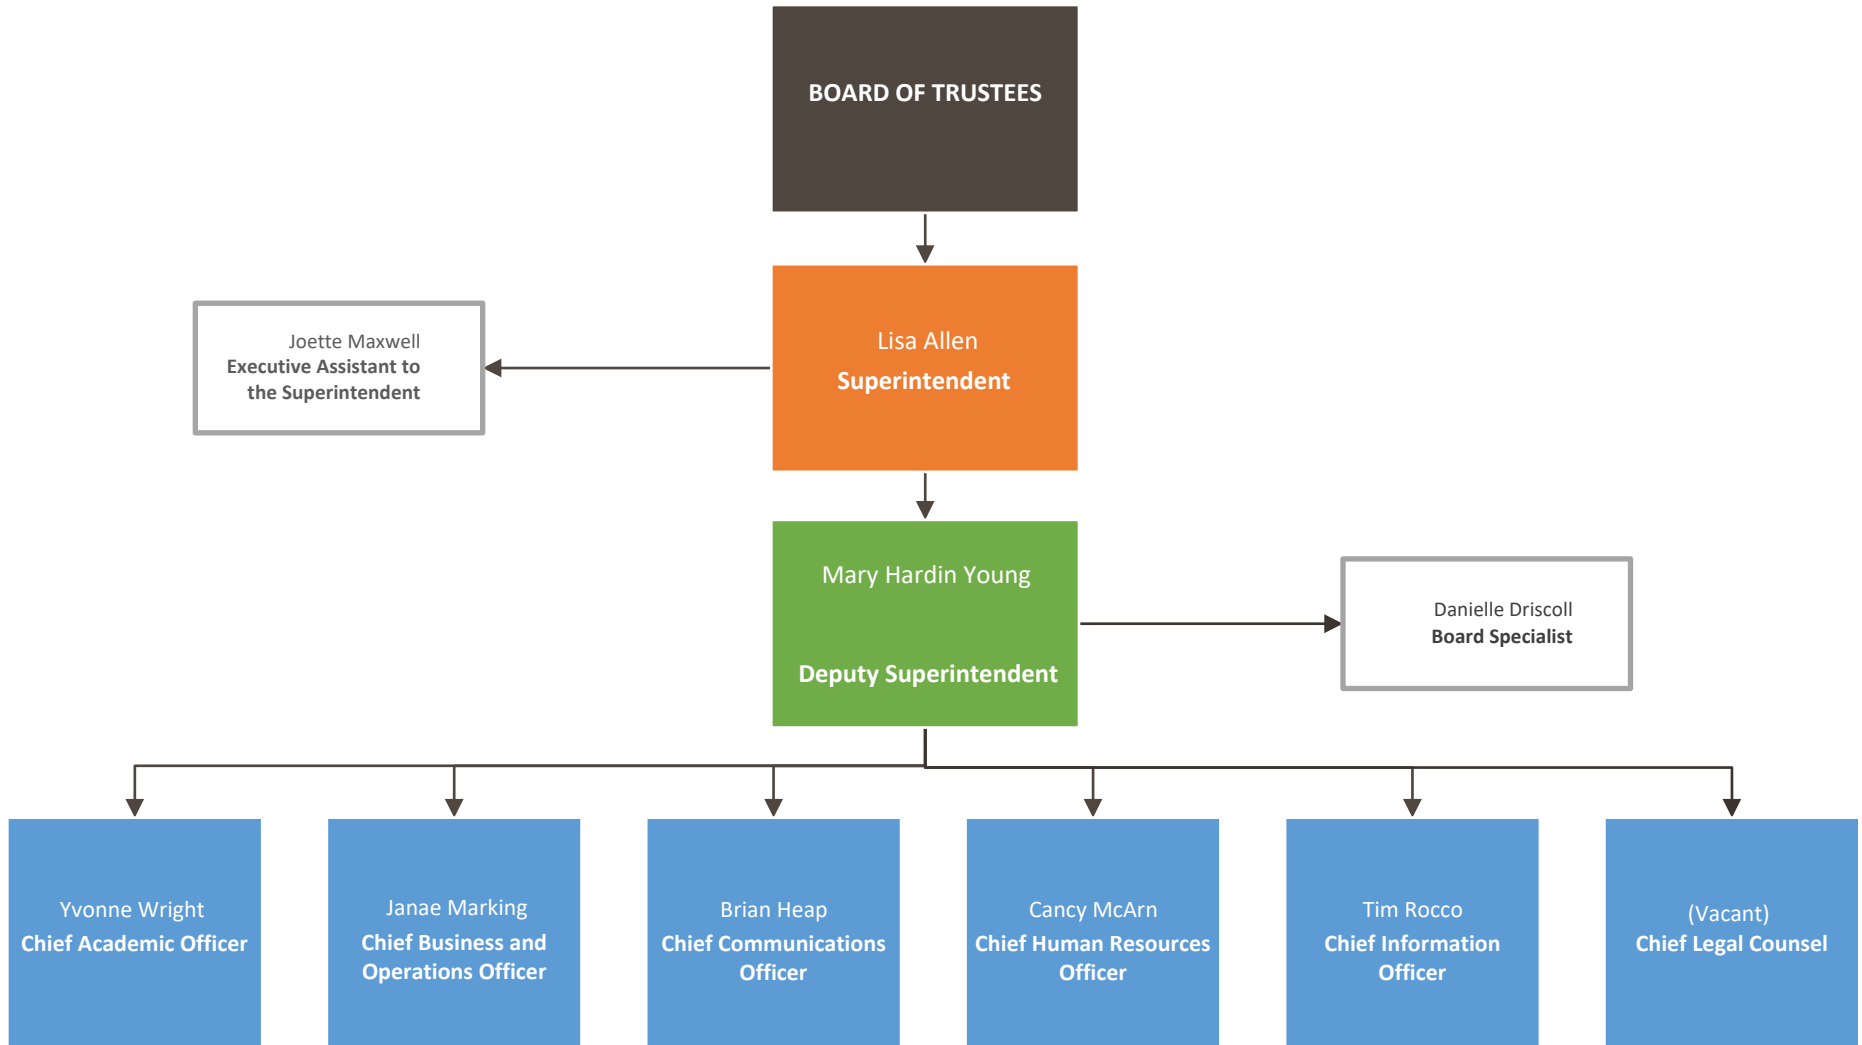 BOARD OF TRUSTEES
Joette Maxwell
Executive Assistant to
the Superintendent
Lisa Allen
Superintendent
Mary Hardin Young
Deputy Superintendent
Danielle Driscoll
Board Specialist
Yvonne Wright
Chief Academic Officer
Janae Marking
Chief Business and
Operations Officer
Brian Heap
Chief Communications
Officer
Cancy McArn
Chief Human Resources
Officer
Tim Rocco
Chief Information
Officer
(Vacant)
Chief Legal Counsel